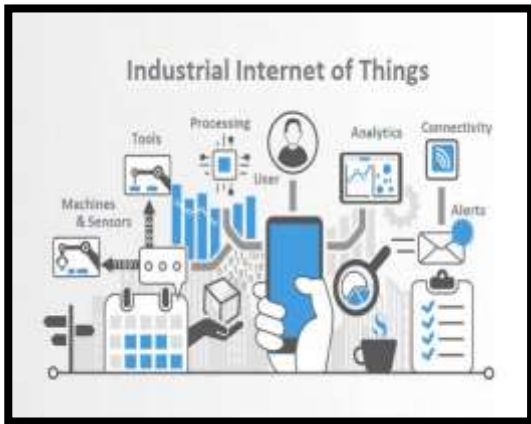 Industrial Internet of Things
Processing
Analytics
Connectivity
Tools
User
Machines
& Sensors
Alerts